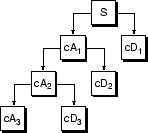 S
cA₁ cD₁
cA₂ cD₂
cA₃ cD₃